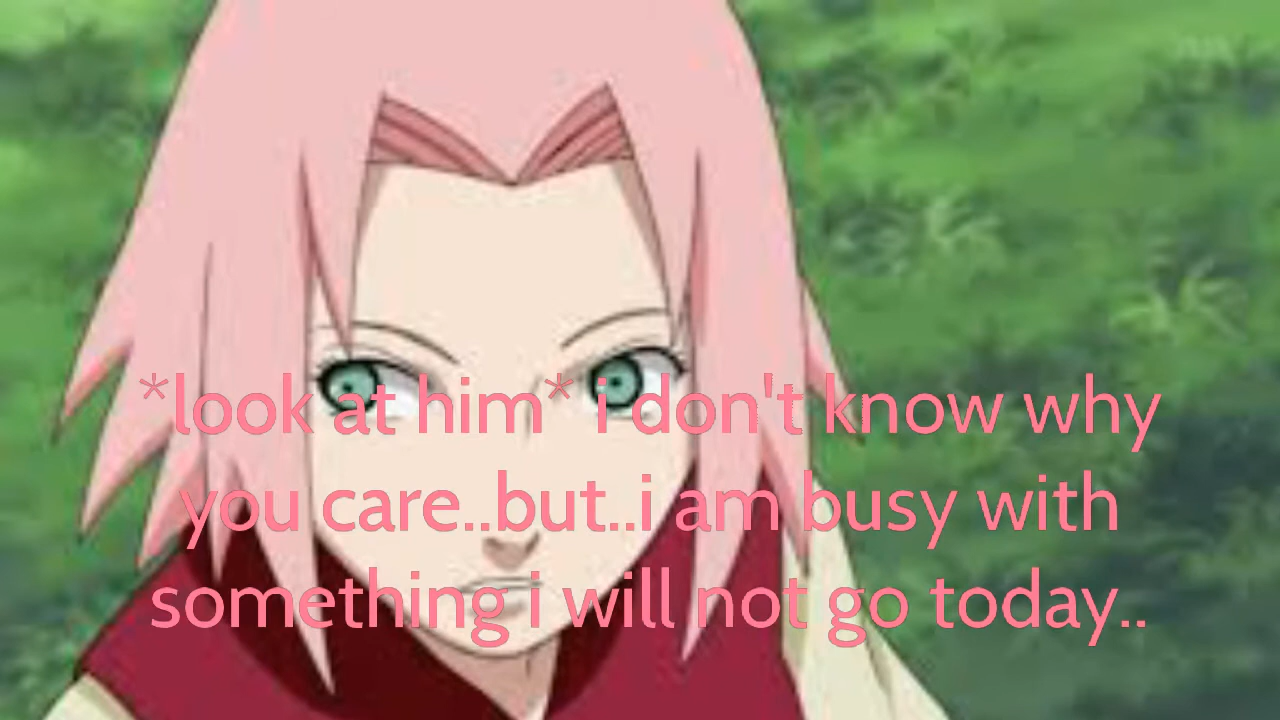 *look at him* i don't know why
you care..but..i am busy with
something i will not go today..